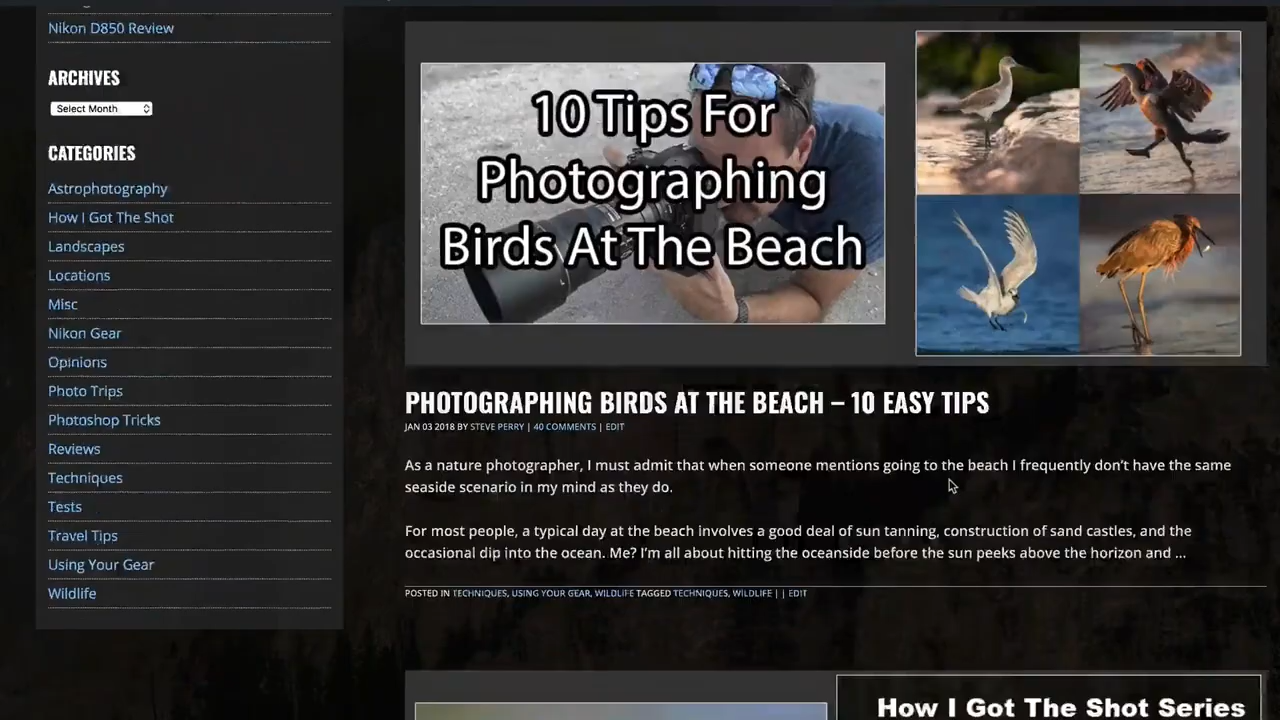 Nikon D850 Review
ARCHIVES
Select Month
CATEGORIES
Astrophotography
How I Got The Shot
Landscapes
Locations
Misc
Nikon Gear
Opinions
Photo Trips
Photoshop Tricks
Reviews
Techniques
Tests
Travel Tips
Using Your Gear
Wildlife
10 Tips For
Photographing
Birds At The Beach
PHOTOGRAPHING BIRDS AT THE BEACH – 10 EASY TIPS
JAN 03 2018 BY STEVE PERRY | 40 COMMENTS | EDIT
As a nature photographer, I must admit that when someone mentions going to the beach I frequently don't have the same
seaside scenario in my mind as they do.
For most people, a typical day at the beach involves a good deal of sun tanning, construction of sand castles, and the
occasional dip into the ocean. Me? I'm all about hitting the oceanside before the sun peeks above the horizon and ...
POSTED IN TECHNIQUES, USING YOUR GEAR, WILDLIFE TAGGED TECHNIQUES, WILDLIFE | | EDIT
How I Got The Shot Series